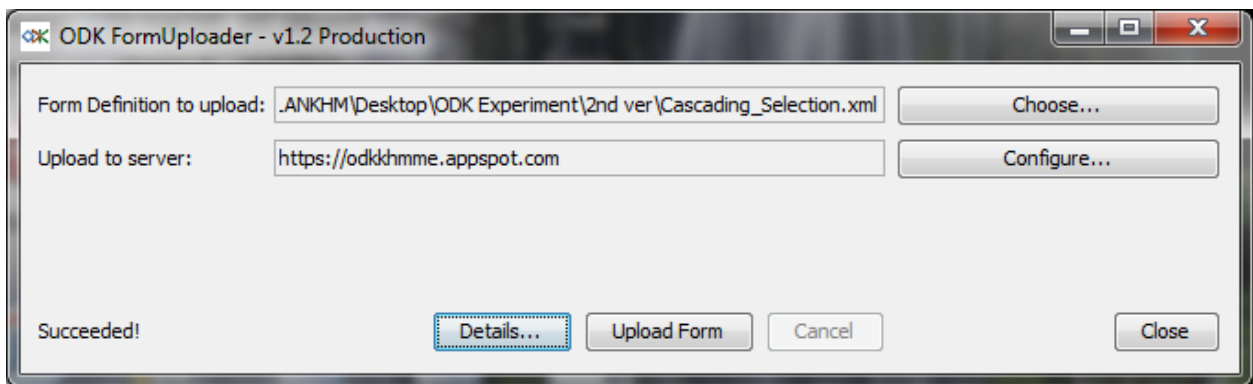 ODK FormUploader - v1.2 Production
Form Definition to upload: .ANKHM\Desktop\ODK Experiment\2nd ver\Cascading_Selection.xml Choose...
Upload to server: https://odkkhmme.appspot.com Configure...
Succeeded! Details... Upload Form Cancel Close